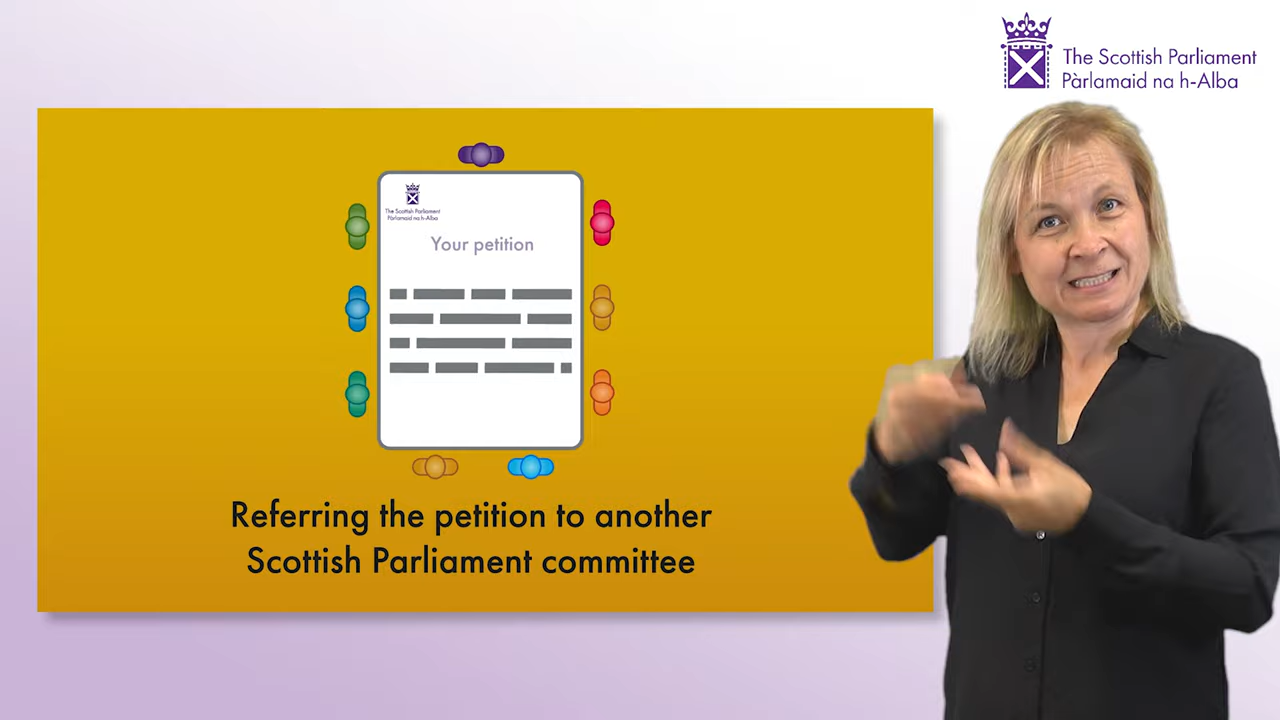 The Scottish Parliament
Pàrlamaid na h-Alba
The Scottish Parliament
Pàrlamaid na h-Alba
Your petition
Referring the petition to another
Scottish Parliament committee